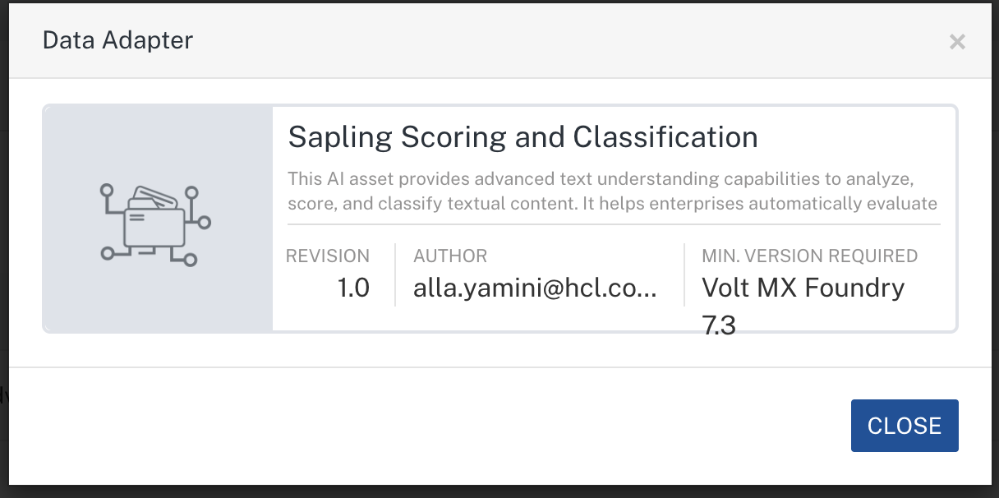 Data Adapter
×
Sapling Scoring and Classification
This AI asset provides advanced text understanding capabilities to analyze,
score, and classify textual content. It helps enterprises automatically evaluate
REVISION
1.0
AUTHOR
alla.yamini@hcl.co...
MIN. VERSION REQUIRED
Volt MX Foundry
7.3
CLOSE